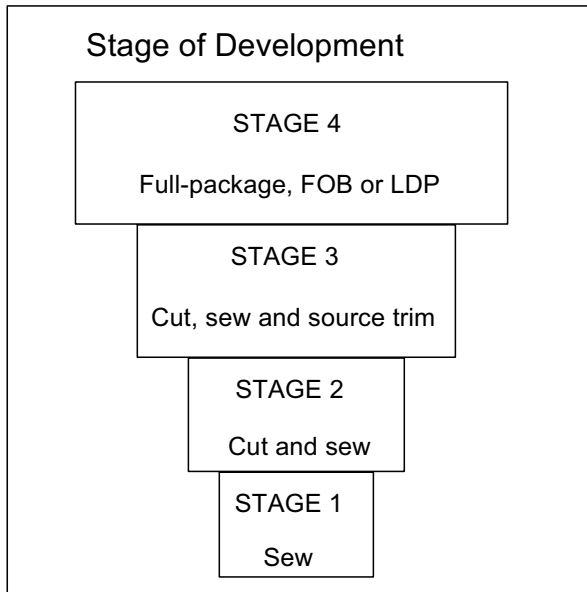 Stage of Development
STAGE 4
Full-package, FOB or LDP
STAGE 3
Cut, sew and source trim
STAGE 2
Cut and sew
STAGE 1
Sew